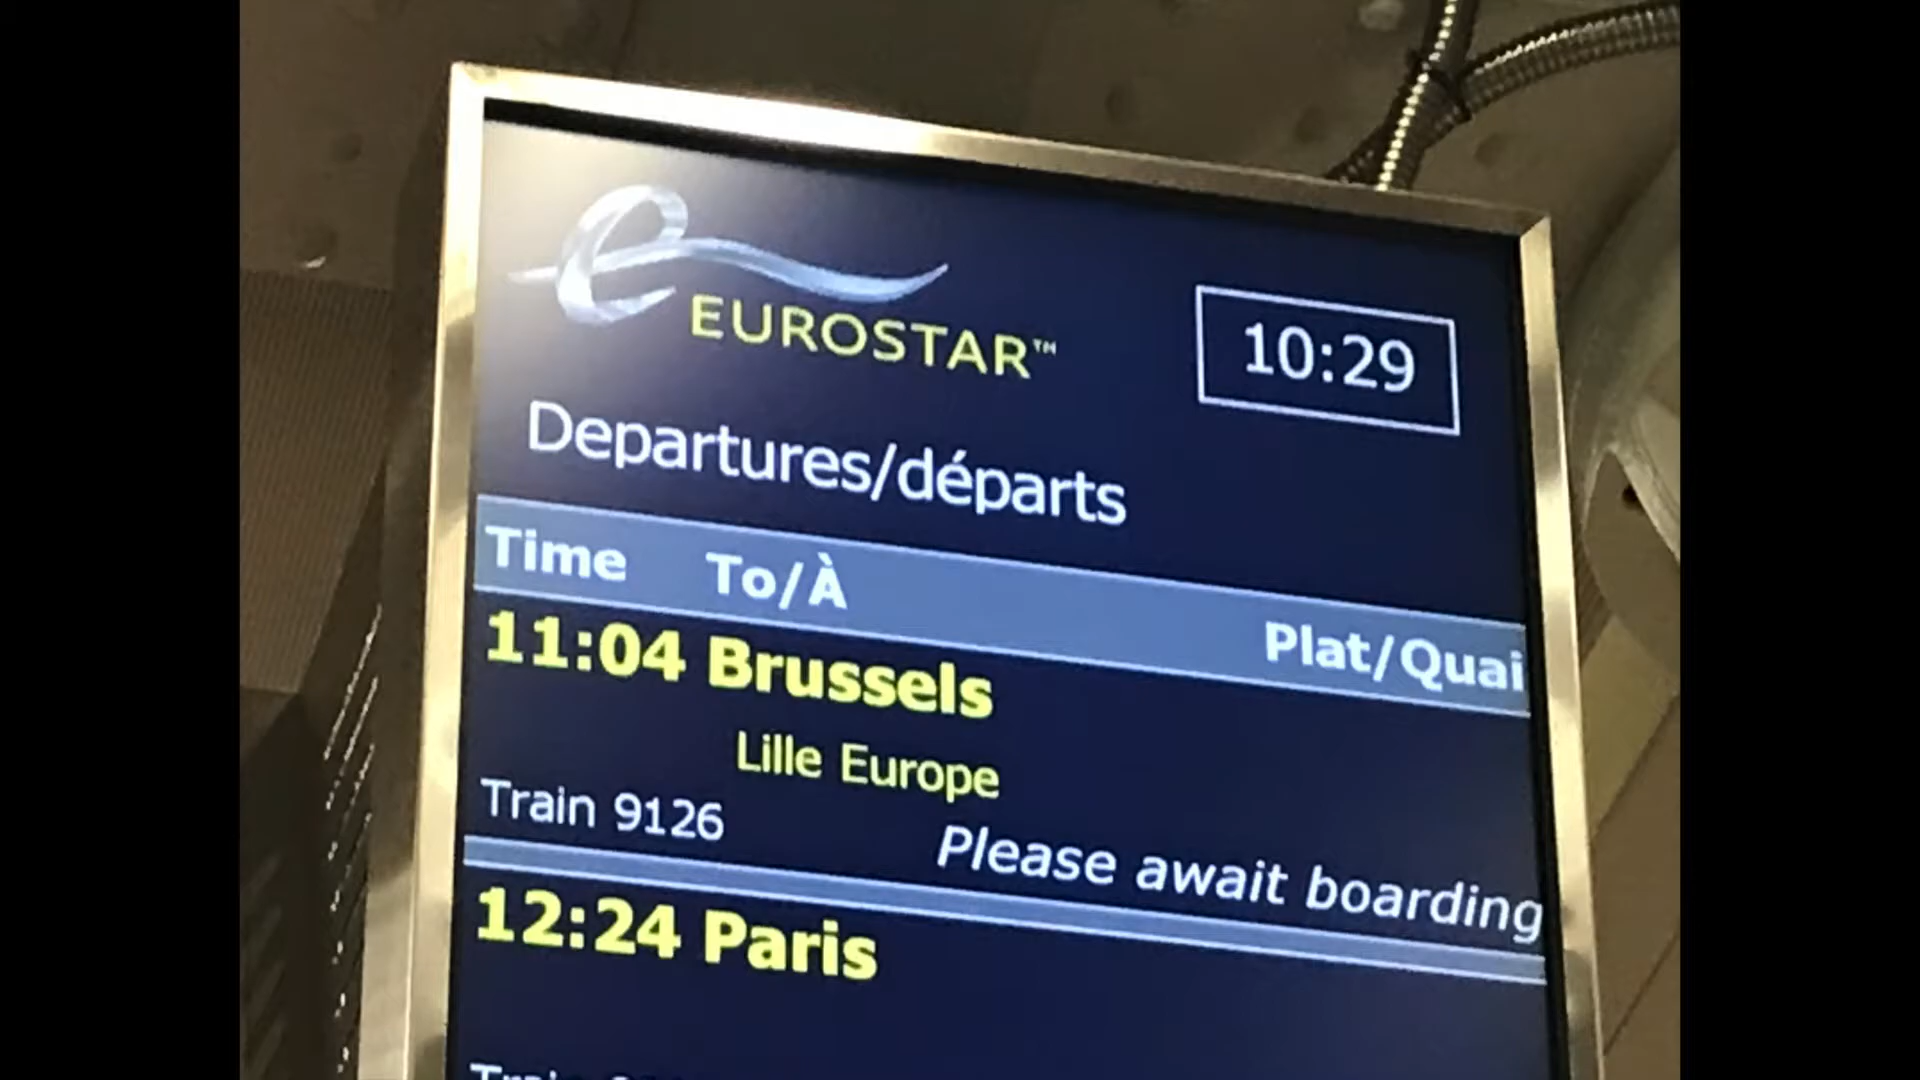 EUROSTAR™
10:29
Departures/départs
Time To/À Plat/Quai
11:04 Brussels
Lille Europe
Train 9126 Please await boarding
12:24 Paris